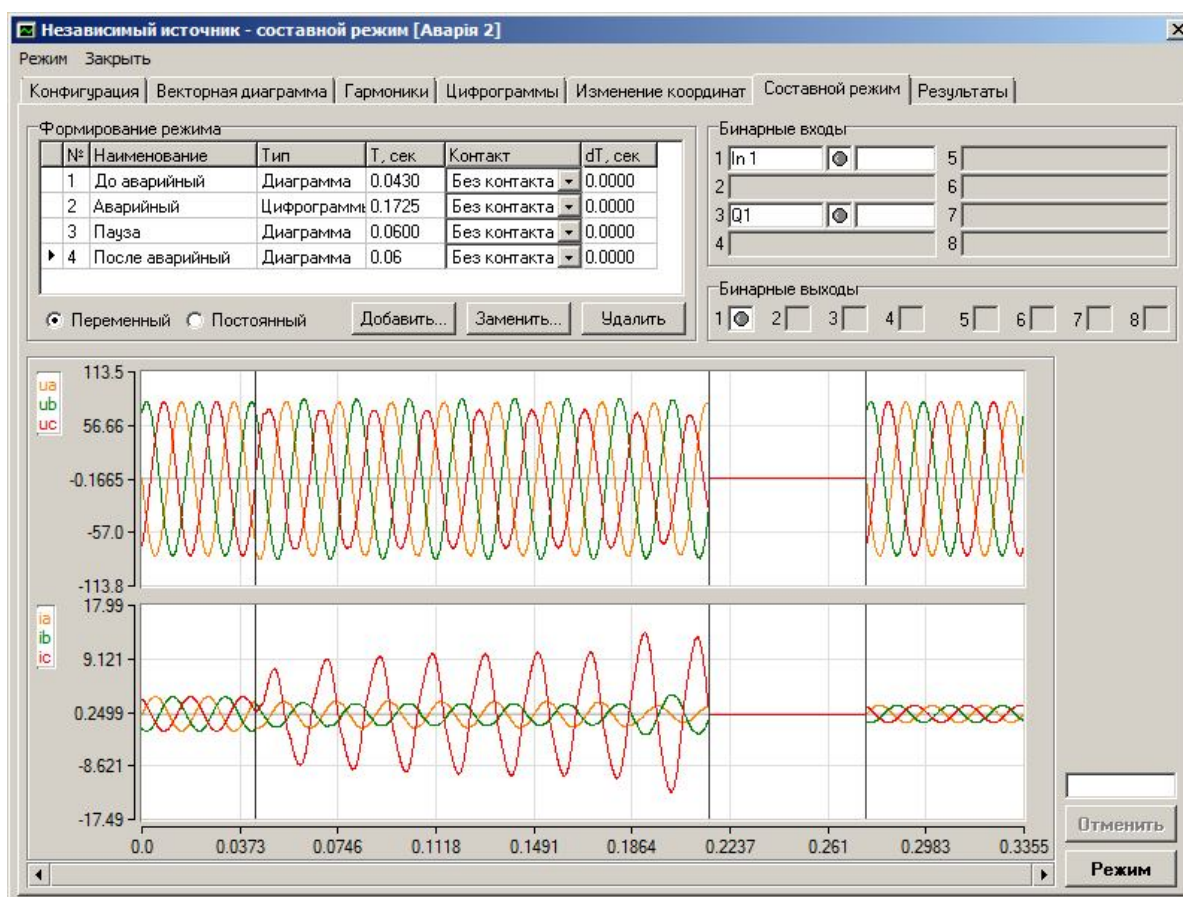 Независимый источник - составной режим [Аварія 2]
Режим Закрыть
Конфигурация Векторная диаграмма Гармоники Цифрограммы Изменение координат Составной режим Результаты
Формирование режима
№ Наименование Тип Т, сек Контакт dT, сек
1 До аварийный Диаграмма 0.0430 Без контакта 0.0000
2 Аварийный Цифрограммы 0.1725 Без контакта 0.0000
3 Пауза Диаграмма 0.0600 Без контакта 0.0000
4 После аварийный Диаграмма 0.06 Без контакта 0.0000
Переменный Постоянный Добавить... Заменить... Удалить
Бинарные входы
1 In 1 5
2 6
3 Q1 7
4 8
Бинарные выходы
1 2 3 4 5 6 7 8
ua
ub
uc
113.5
56.66
-0.1665
-57.0
-113.8
ia
ib
ic
17.99
9.121
0.2499
-8.621
-17.49
0.0 0.0373 0.0746 0.1118 0.1491 0.1864 0.2237 0.261 0.2983 0.3355
Отменить
Режим